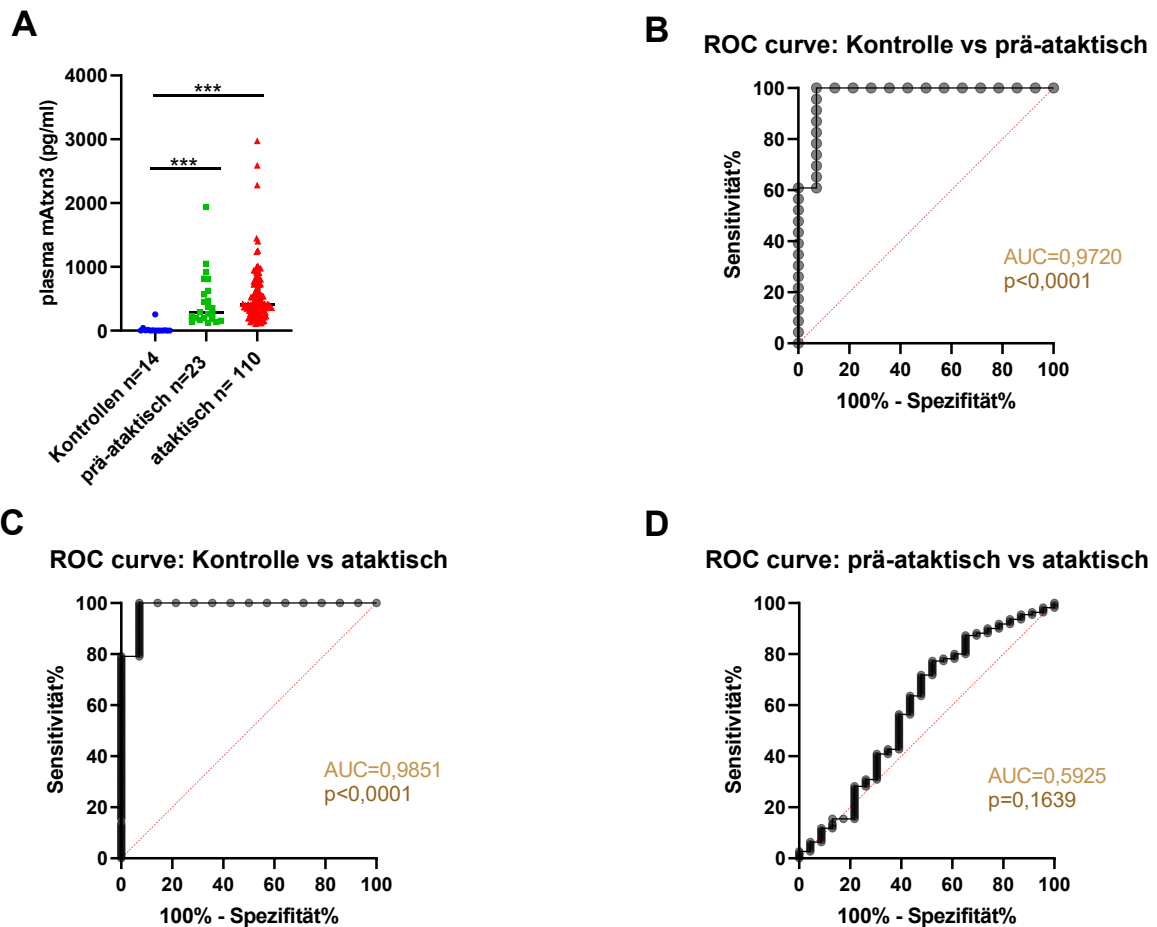 A
plasma mAtxn3 (pg/ml)
4000
3000
2000
1000
0
***
***
Kontrollen n=14
prä-ataktisch n=23
ataktisch n= 110
B
ROC curve: Kontrolle vs prä-ataktisch
Sensitivität%
100
80
60
40
20
0
AUC=0,9720
p<0,0001
0 20 40 60 80 100
100% - Spezifität%
C
ROC curve: Kontrolle vs ataktisch
Sensitivität%
100
80
60
40
20
0
AUC=0,9851
p<0,0001
0 20 40 60 80 100
100% - Spezifität%
D
ROC curve: prä-ataktisch vs ataktisch
Sensitivität%
100
80
60
40
20
0
AUC=0,5925
p=0,1639
0 20 40 60 80 100
100% - Spezifität%